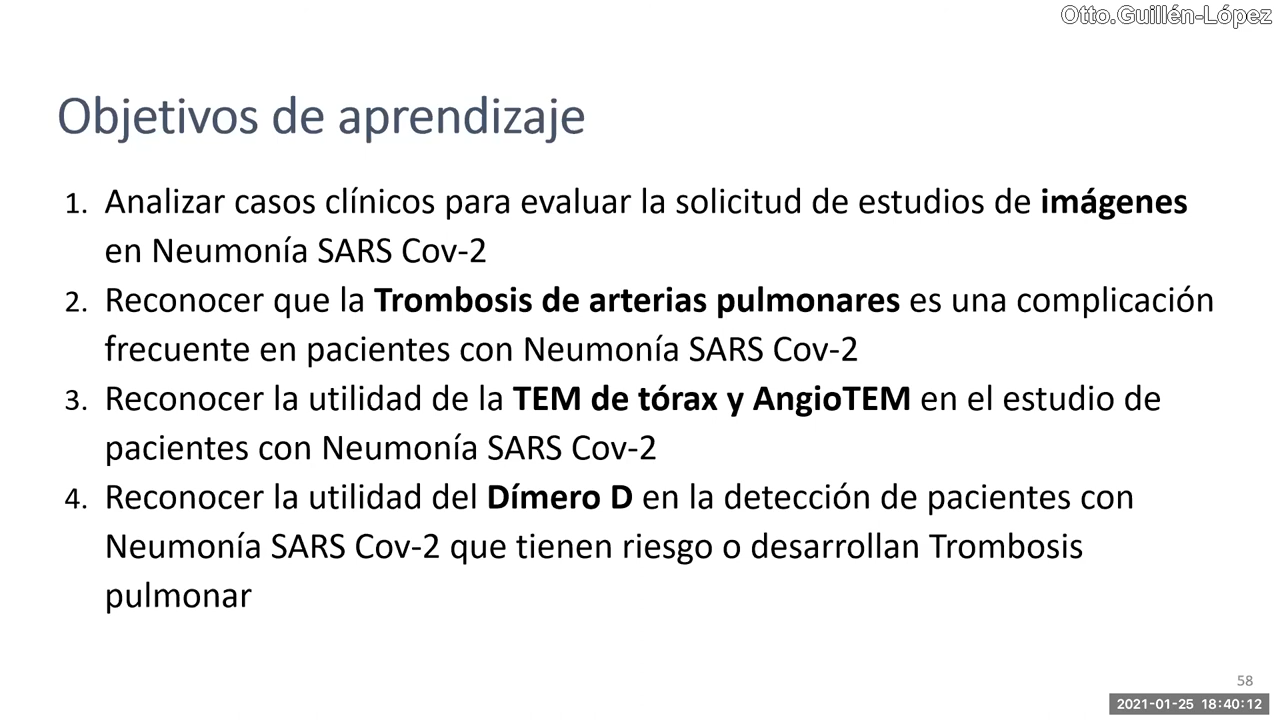 Otto.Guillén-López
Objetivos de aprendizaje
1. Analizar casos clínicos para evaluar la solicitud de estudios de imágenes
en Neumonía SARS Cov-2
2. Reconocer que la Trombosis de arterias pulmonares es una complicación
frecuente en pacientes con Neumonía SARS Cov-2
3. Reconocer la utilidad de la TEM de tórax y AngioTEM en el estudio de
pacientes con Neumonía SARS Cov-2
4. Reconocer la utilidad del Dímero D en la detección de pacientes con
Neumonía SARS Cov-2 que tienen riesgo o desarrollan Trombosis
pulmonar
58
2021-01-25 18:40:12